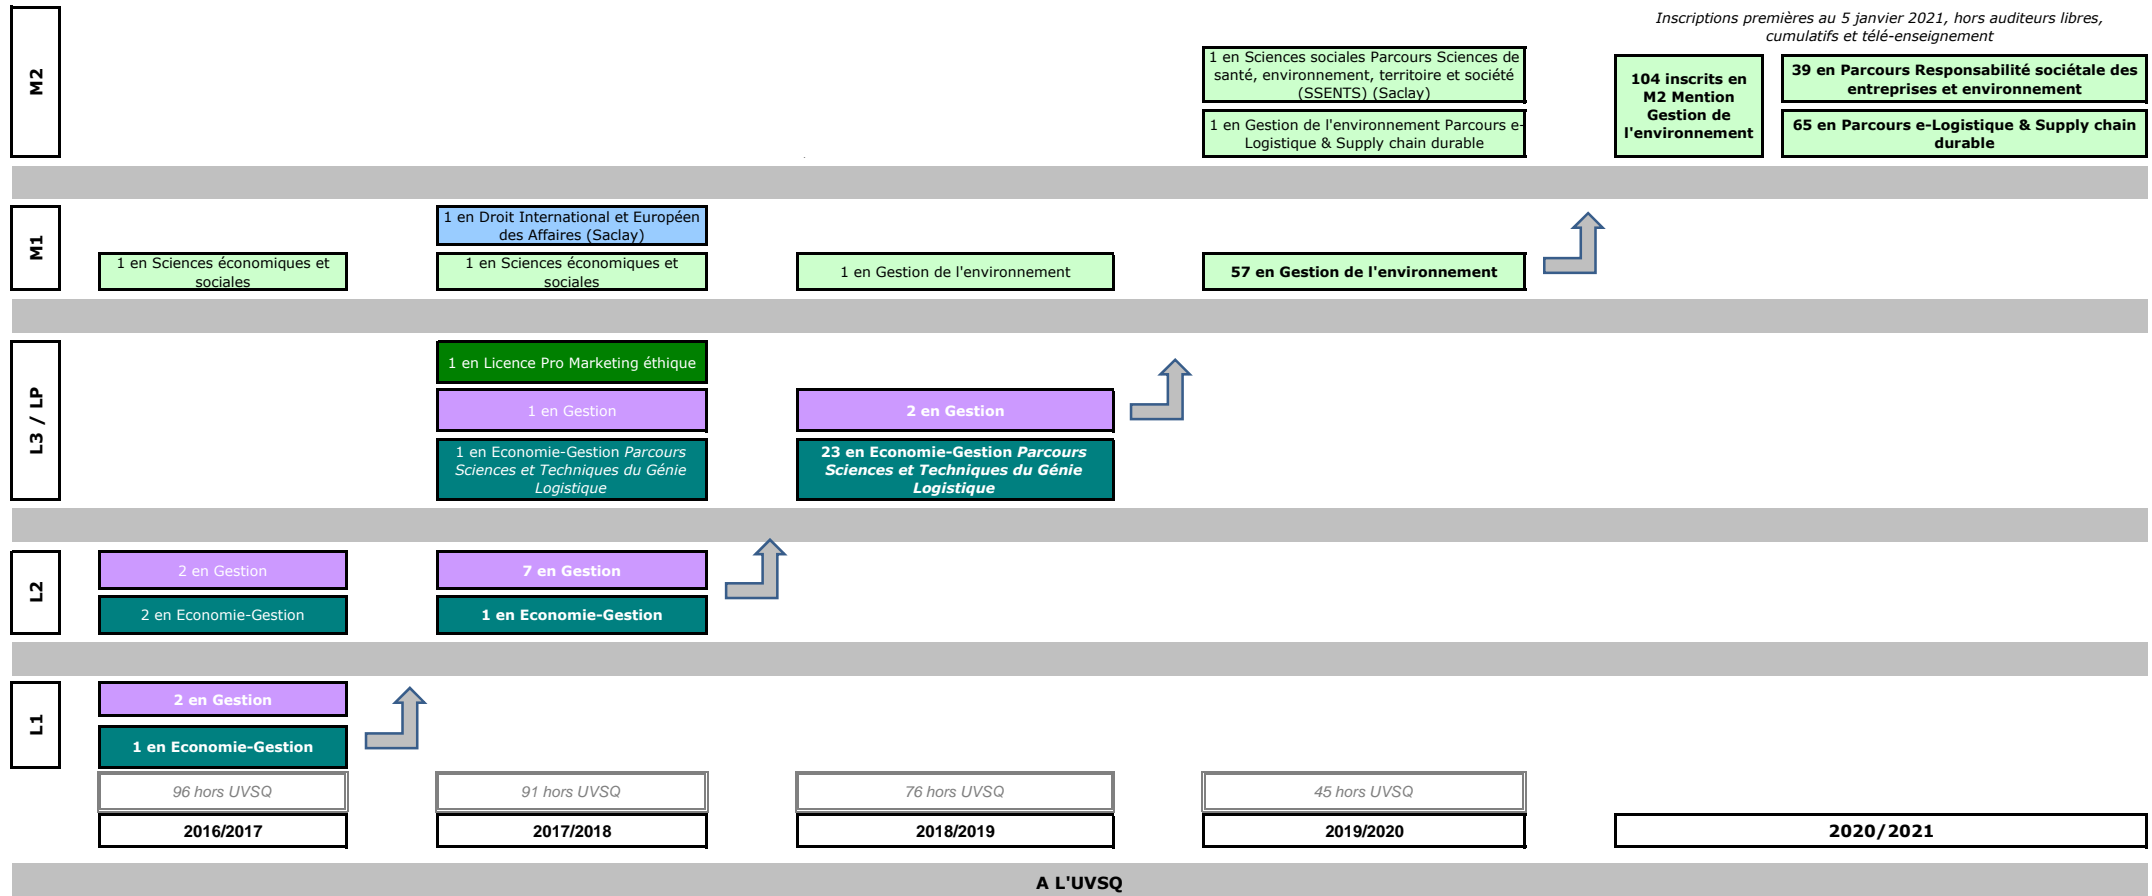 Inscriptions premières au 5 janvier 2021, hors auditeurs libres,
cumulatifs et télé-enseignement
M2
1 en Sciences sociales Parcours Sciences de
santé, environnement, territoire et société
(SSENTS) (Saclay)
1 en Gestion de l'environnement Parcours e-
Logistique & Supply chain durable
104 inscrits en
M2 Mention
Gestion de
l'environnement
39 en Parcours Responsabilité sociétale des
entreprises et environnement
65 en Parcours e-Logistique & Supply chain
durable
M1
1 en Sciences économiques et
sociales
1 en Droit International et Européen
des Affaires (Saclay)
1 en Sciences économiques et
sociales
1 en Gestion de l'environnement
57 en Gestion de l'environnement
L3 / LP
1 en Licence Pro Marketing éthique
1 en Gestion
1 en Economie-Gestion Parcours
Sciences et Techniques du Génie
Logistique
2 en Gestion
23 en Economie-Gestion Parcours
Sciences et Techniques du Génie
Logistique
L2
2 en Gestion
2 en Economie-Gestion
7 en Gestion
1 en Economie-Gestion
L1
2 en Gestion
1 en Economie-Gestion
96 hors UVSQ
91 hors UVSQ
76 hors UVSQ
45 hors UVSQ
2016/2017
2017/2018
2018/2019
2019/2020
2020/2021
A L'UVSQ